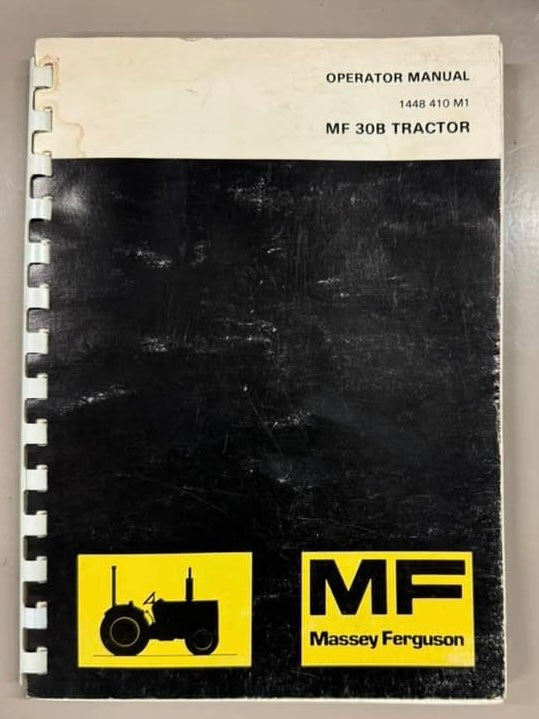 OPERATOR MANUAL
1448 410 M1
MF 30B TRACTOR
MF
Massey Ferguson